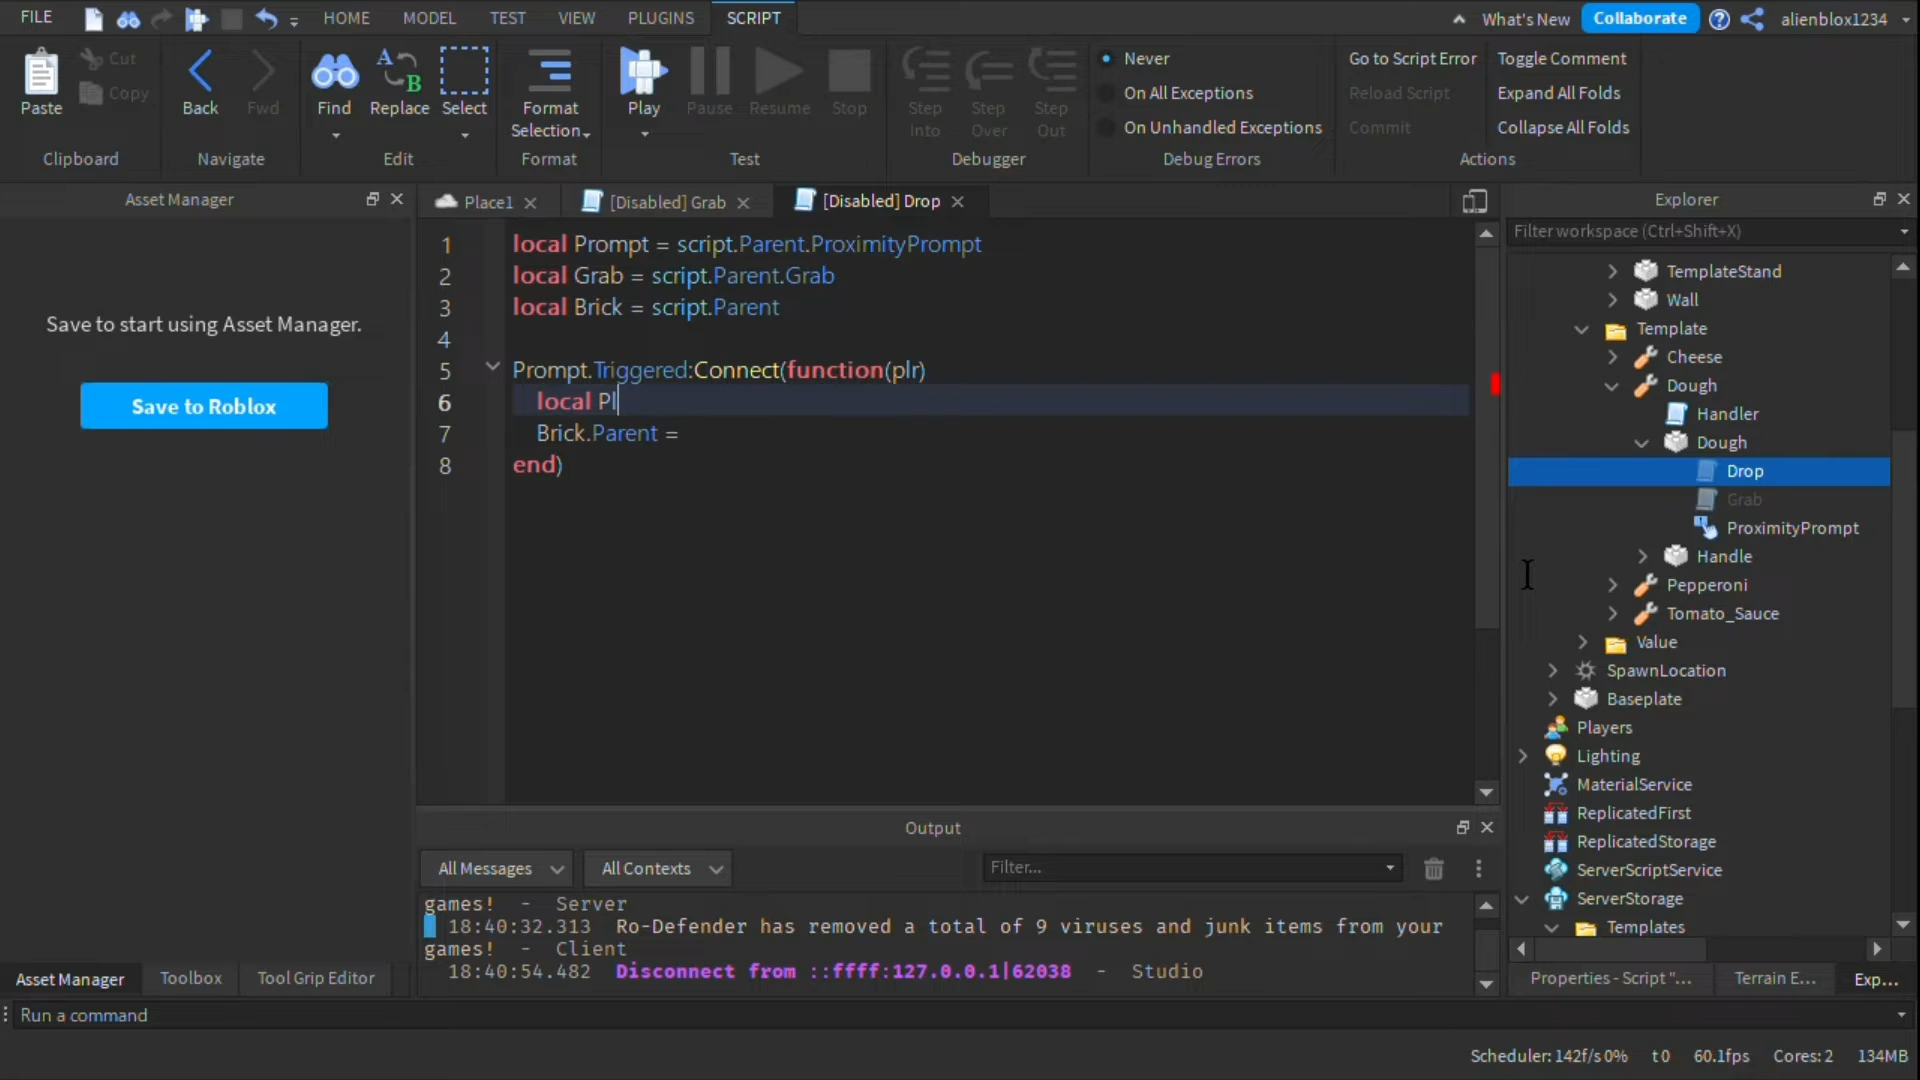 FILE
HOME
MODEL
TEST
VIEW
PLUGINS
SCRIPT
What's New
Collaborate
alienblox1234
Paste
Cut
Copy
Clipboard
Back
Fwd
Navigate
Find
Replace
Select
Edit
Format
Selection
Format
Play
Pause
Resume
Stop
Test
Step
Into
Step
Over
Step
Out
Debugger
Never
On All Exceptions
On Unhandled Exceptions
Debug Errors
Go to Script Error
Reload Script
Commit
Toggle Comment
Expand All Folds
Collapse All Folds
Actions
Asset Manager
Save to start using Asset Manager.
Save to Roblox
Asset Manager
Toolbox
Tool Grip Editor
Place1
[Disabled] Grab
[Disabled] Drop
1 local Prompt = script.Parent.ProximityPrompt
2 local Grab = script.Parent.Grab
3 local Brick = script.Parent
4
5 Prompt.Triggered:Connect(function(plr)
6 local Pl
7 Brick.Parent =
8 end)
Output
All Messages
All Contexts
Filter...
games! - Server
18:40:32.313 Ro-Defender has removed a total of 9 viruses and junk items from your
games! - Client
18:40:54.482 Disconnect from ::ffff:127.0.0.1|62038 - Studio
Explorer
Filter workspace (Ctrl+Shift+X)
TemplateStand
Wall
Template
Cheese
Dough
Handler
Dough
Drop
Grab
ProximityPrompt
Handle
Pepperoni
Tomato_Sauce
Value
SpawnLocation
Baseplate
Players
Lighting
MaterialService
ReplicatedFirst
ReplicatedStorage
ServerScriptService
ServerStorage
Templates
Properties - Script "...
Terrain E...
Exp...
Run a command
Scheduler: 142f/s 0%
t 0
60.1fps
Cores: 2
134MB